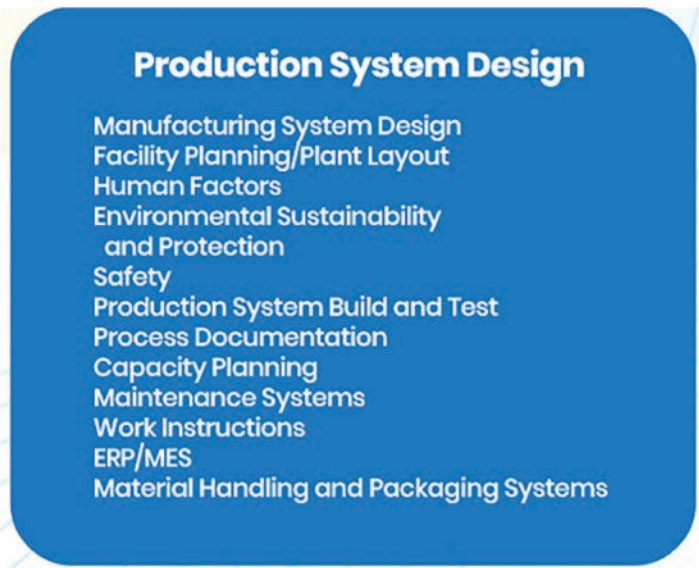 Production System Design
Manufacturing System Design
Facility Planning/Plant Layout
Human Factors
Environmental Sustainability
and Protection
Safety
Production System Build and Test
Process Documentation
Capacity Planning
Maintenance Systems
Work Instructions
ERP/MES
Material Handling and Packaging Systems